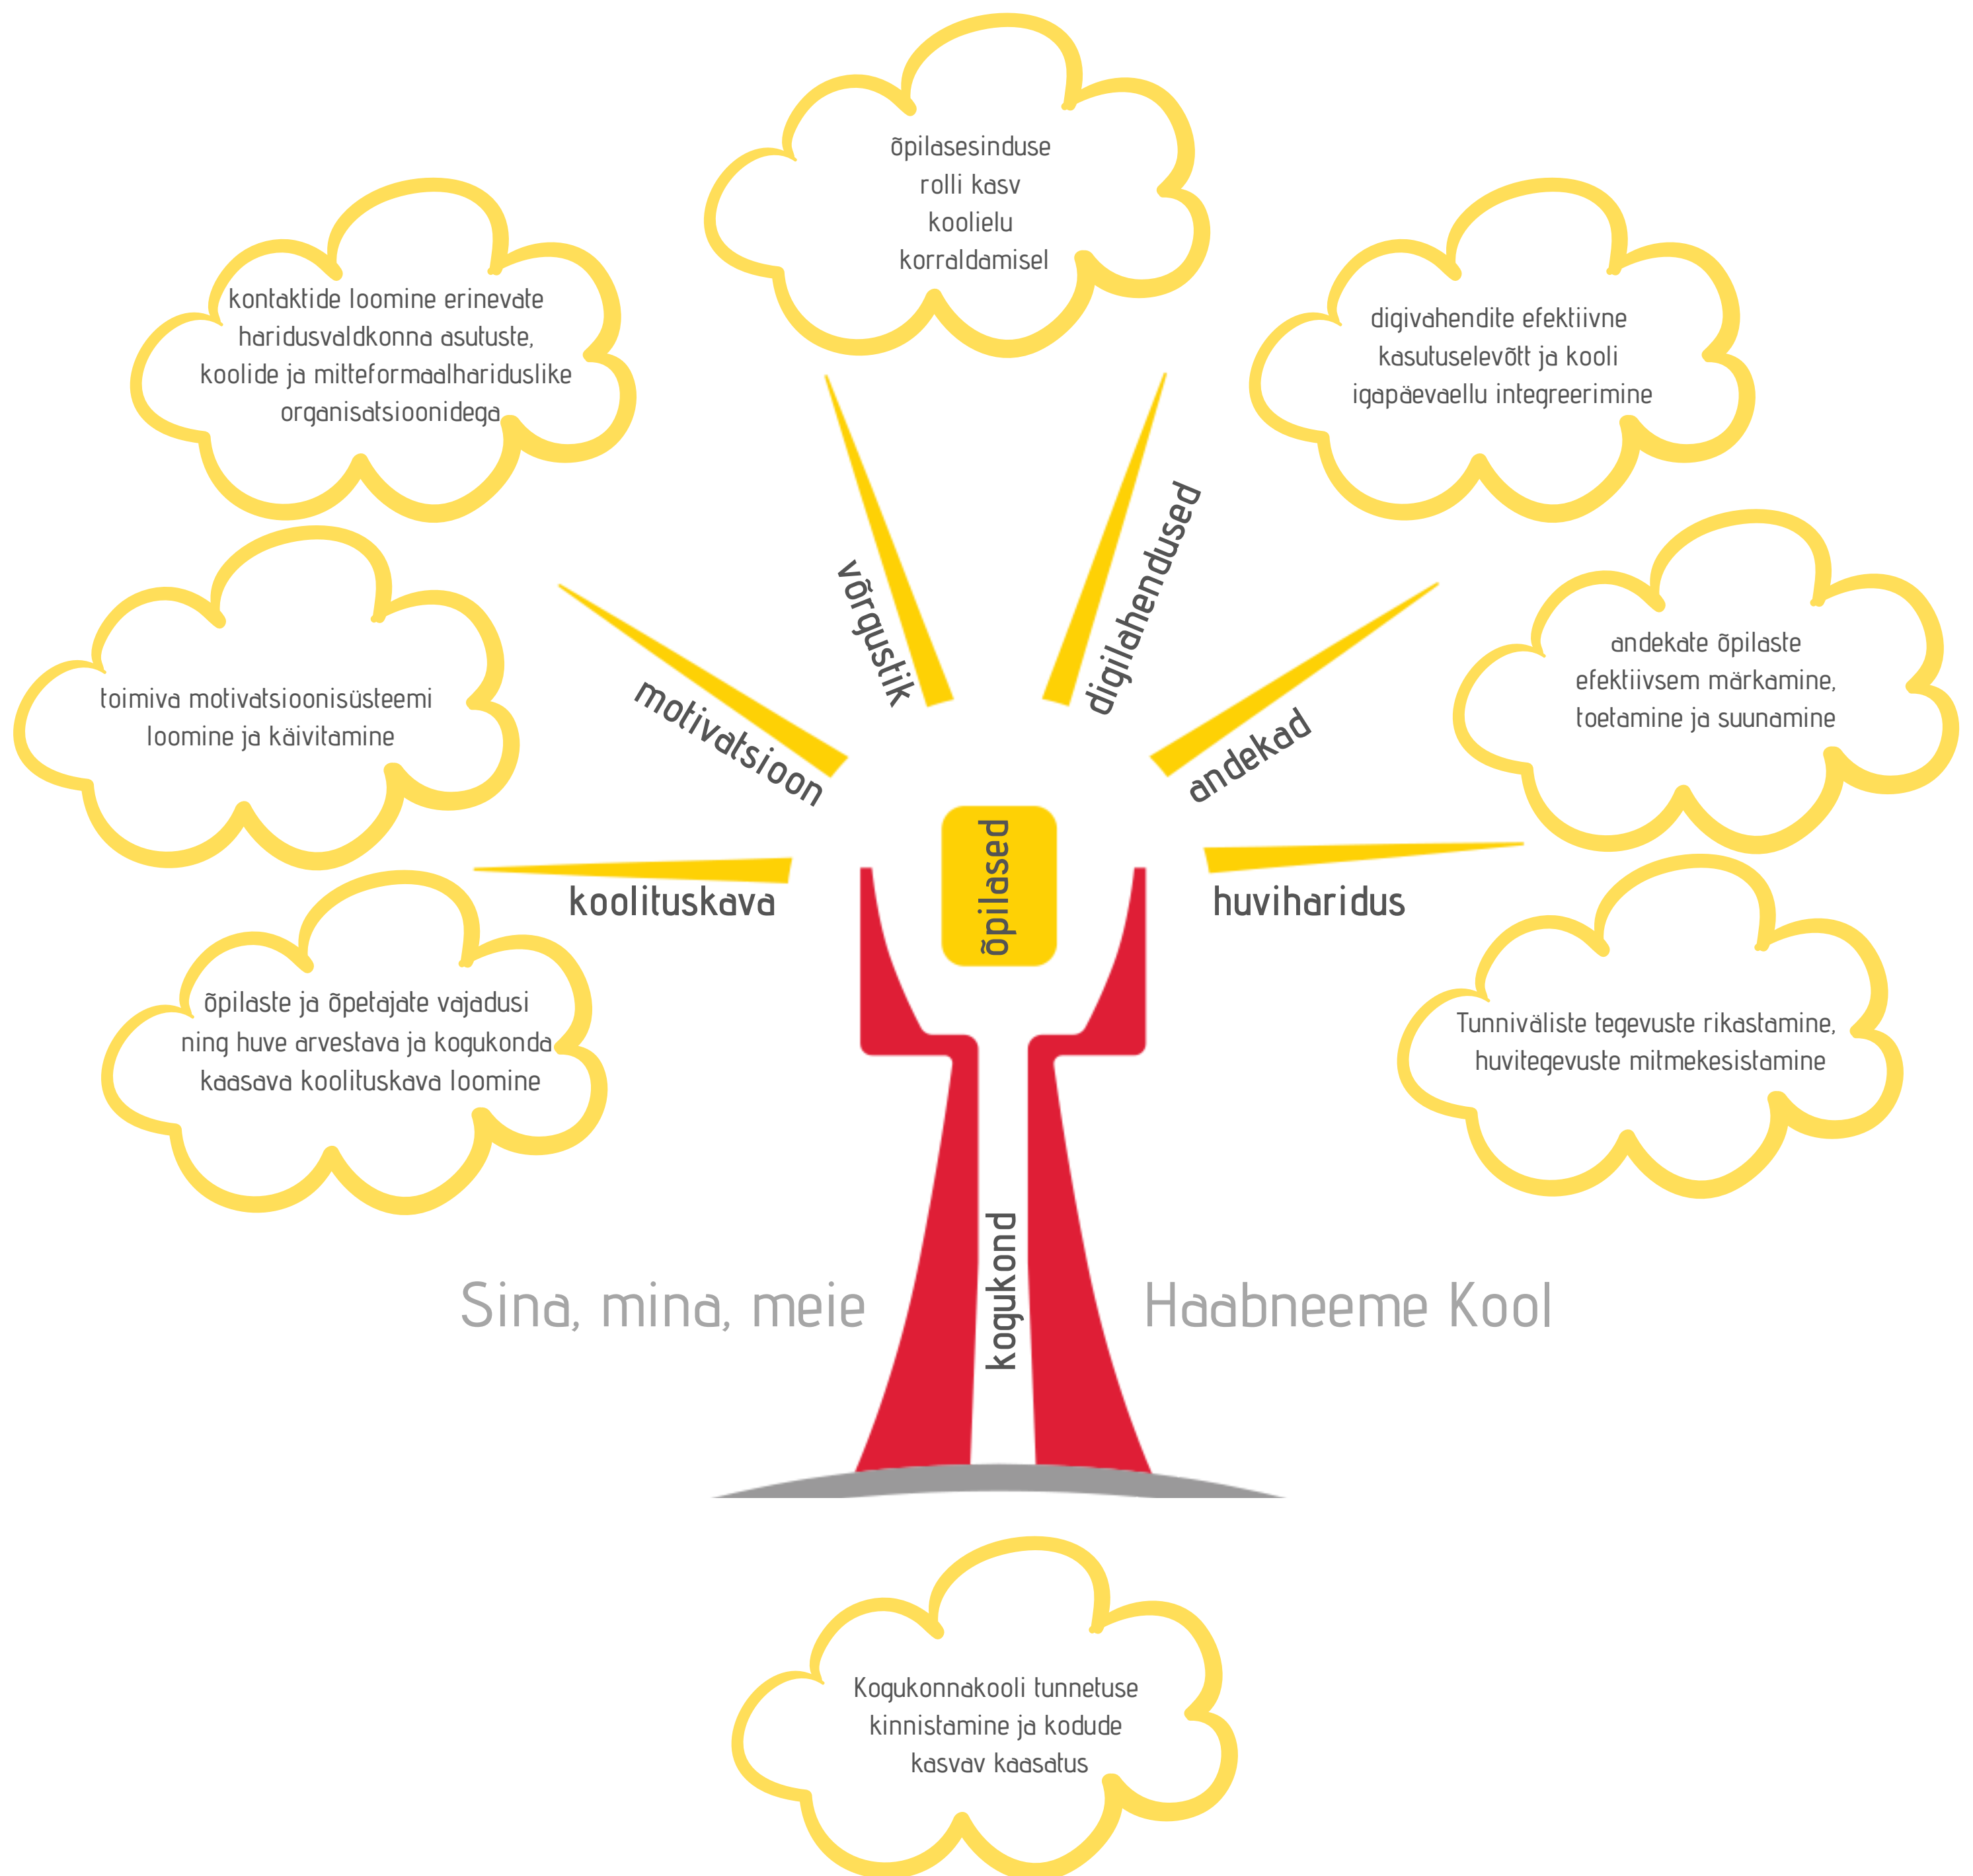 õpilasesinduse
rolli kasv
koolielu
korraldamisel
kontaktide loomine erinevate
haridusvaldkonna asutuste,
koolide ja mitteformaalhariduslike
organisatsioonidega
digivahendite efektiivne
kasutuselevõtt ja kooli
igapäevaellu integreerimine
toimiva motivatsioonisüsteemi
loomine ja käivitamine
andekate õpilaste
efektiivsem märkamine,
toetamine ja suunamine
võrgustik
digilahendused
motivatsioon
andekad
koolituskava
õpilased
huviharidus
õpilaste ja õpetajate vajadusi
ning huve arvestava ja kogukonda
kaasava koolituskava loomine
Tunniväliste tegevuste rikastamine,
huvitegevuste mitmekesistamine
Sina, mina, meie
kogukond
Haabneeme Kool
Kogukonnakooli tunnetuse
kinnistamine ja kodude
kasvav kaasatus